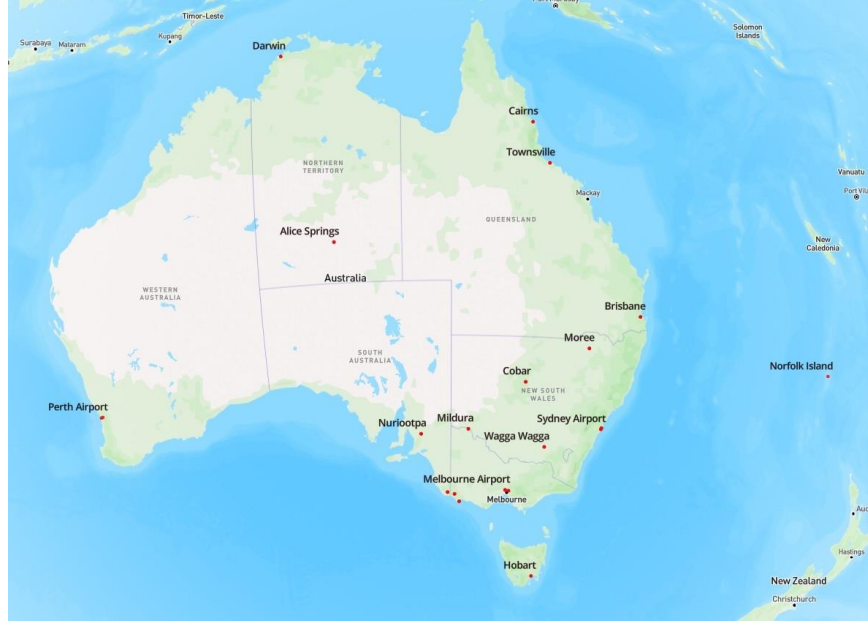 Timor-Leste
Solomon
Islands
Surabaya
Mataram
Kupang
Darwin
Cairns
Townsville
NORTHERN
TERRITORY
Mackay
Vanuatu
QUEENSLAND
Alice Springs
New
Caledonia
Australia
WESTERN
AUSTRALIA
Brisbane
Moree
SOUTH
AUSTRALIA
Cobar
Norfolk Island
NEW SOUTH
WALES
Perth Airport
Nuriootpa
Mildura
Sydney Airport
Wagga Wagga
Melbourne Airport
Melbourne
Hobart
Hastings
New Zealand
Christchurch